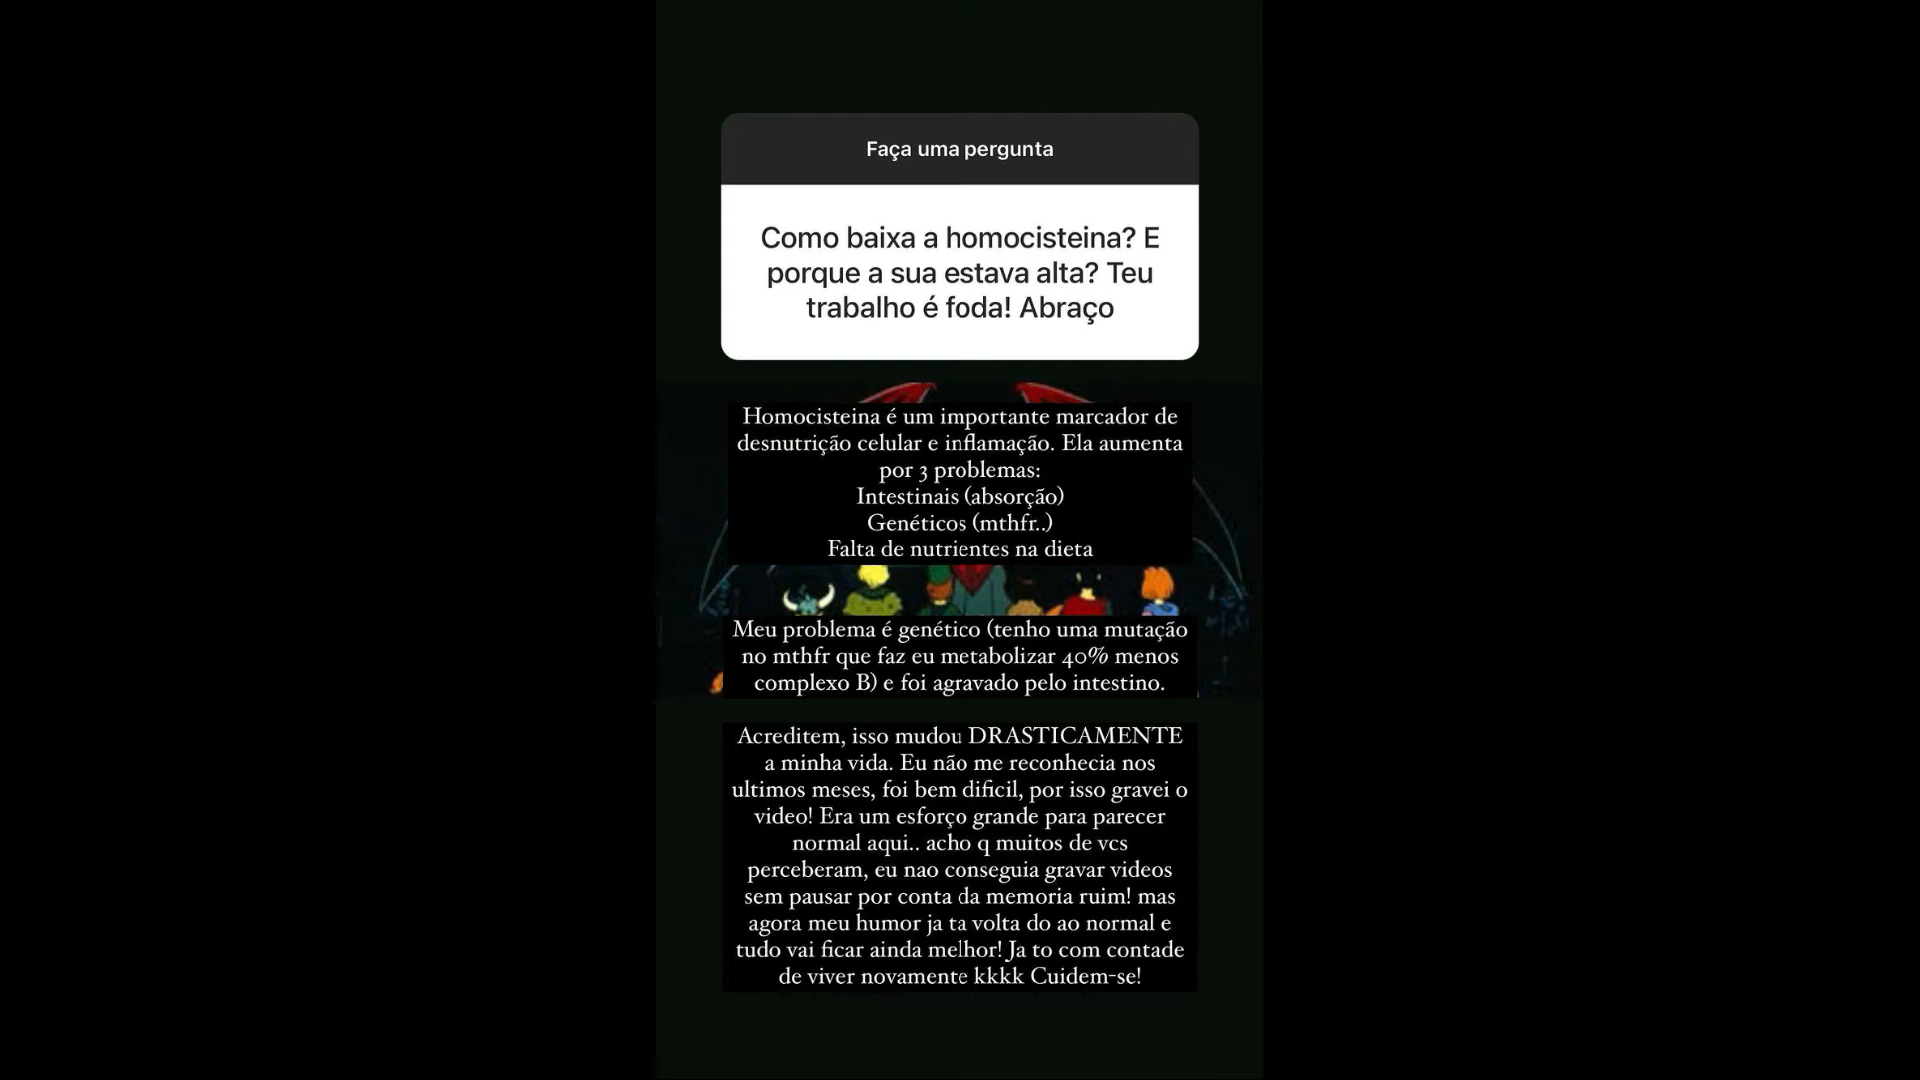 Faça uma pergunta
Como baixa a homocisteina? E
porque a sua estava alta? Teu
trabalho é foda! Abraço
Homocisteina é um importante marcador de
desnutrição celular e inflamação. Ela aumenta
por 3 problemas:
Intestinais (absorção)
Genéticos (mthfr..)
Falta de nutrientes na dieta
Meu problema é genético (tenho uma mutação
no mthfr que faz eu metabolizar 40% menos
complexo B) e foi agravado pelo intestino.
Acreditem, isso mudou DRASTICAMENTE
a minha vida. Eu não me reconhecia nos
ultimos meses, foi bem dificil, por isso gravei o
video! Era um esforço grande para parecer
normal aqui.. acho q muitos de vcs
perceberam, eu nao conseguia gravar videos
sem pausar por conta da memoria ruim! mas
agora meu humor ja ta volta do ao normal e
tudo vai ficar ainda melhor! Ja to com contade
de viver novamente kkkk Cuidem-se!